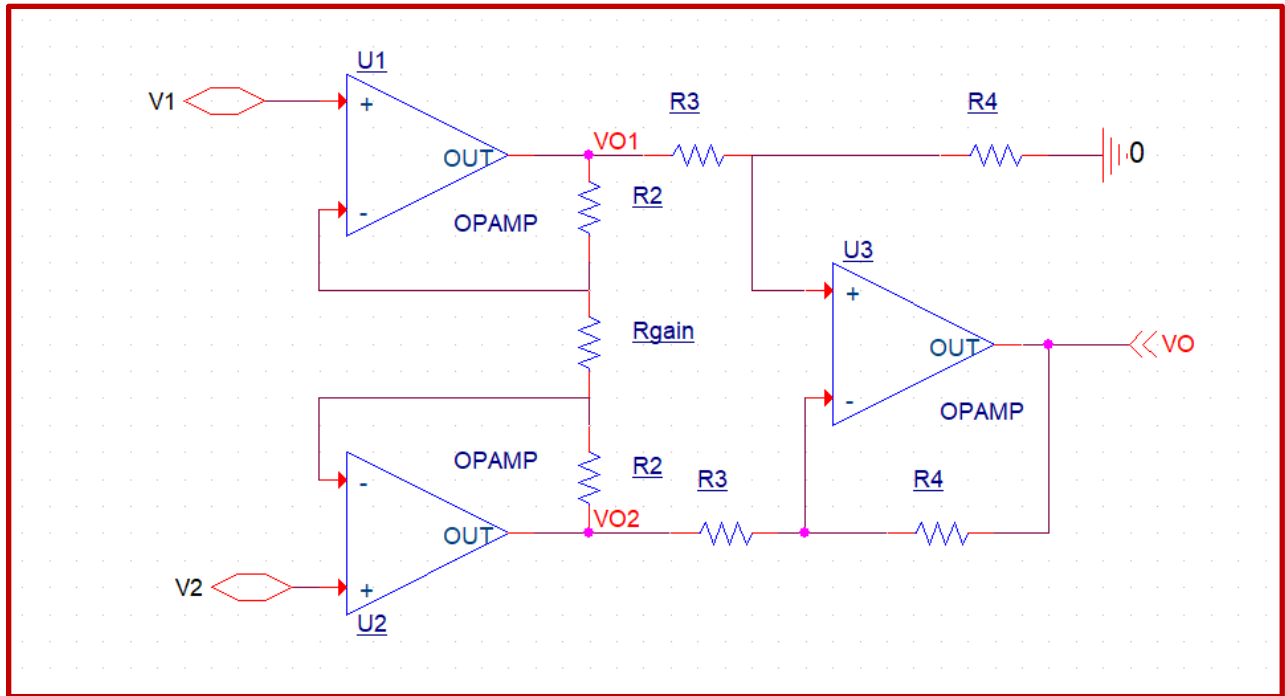 U1
V1
+
R3
R4
VO1
OUT
0
R2
-
OPAMP
U3
+
Rgain
OUT
VO
-
OPAMP
OPAMP
R2
R3
R4
-
VO2
OUT
V2
+
U2